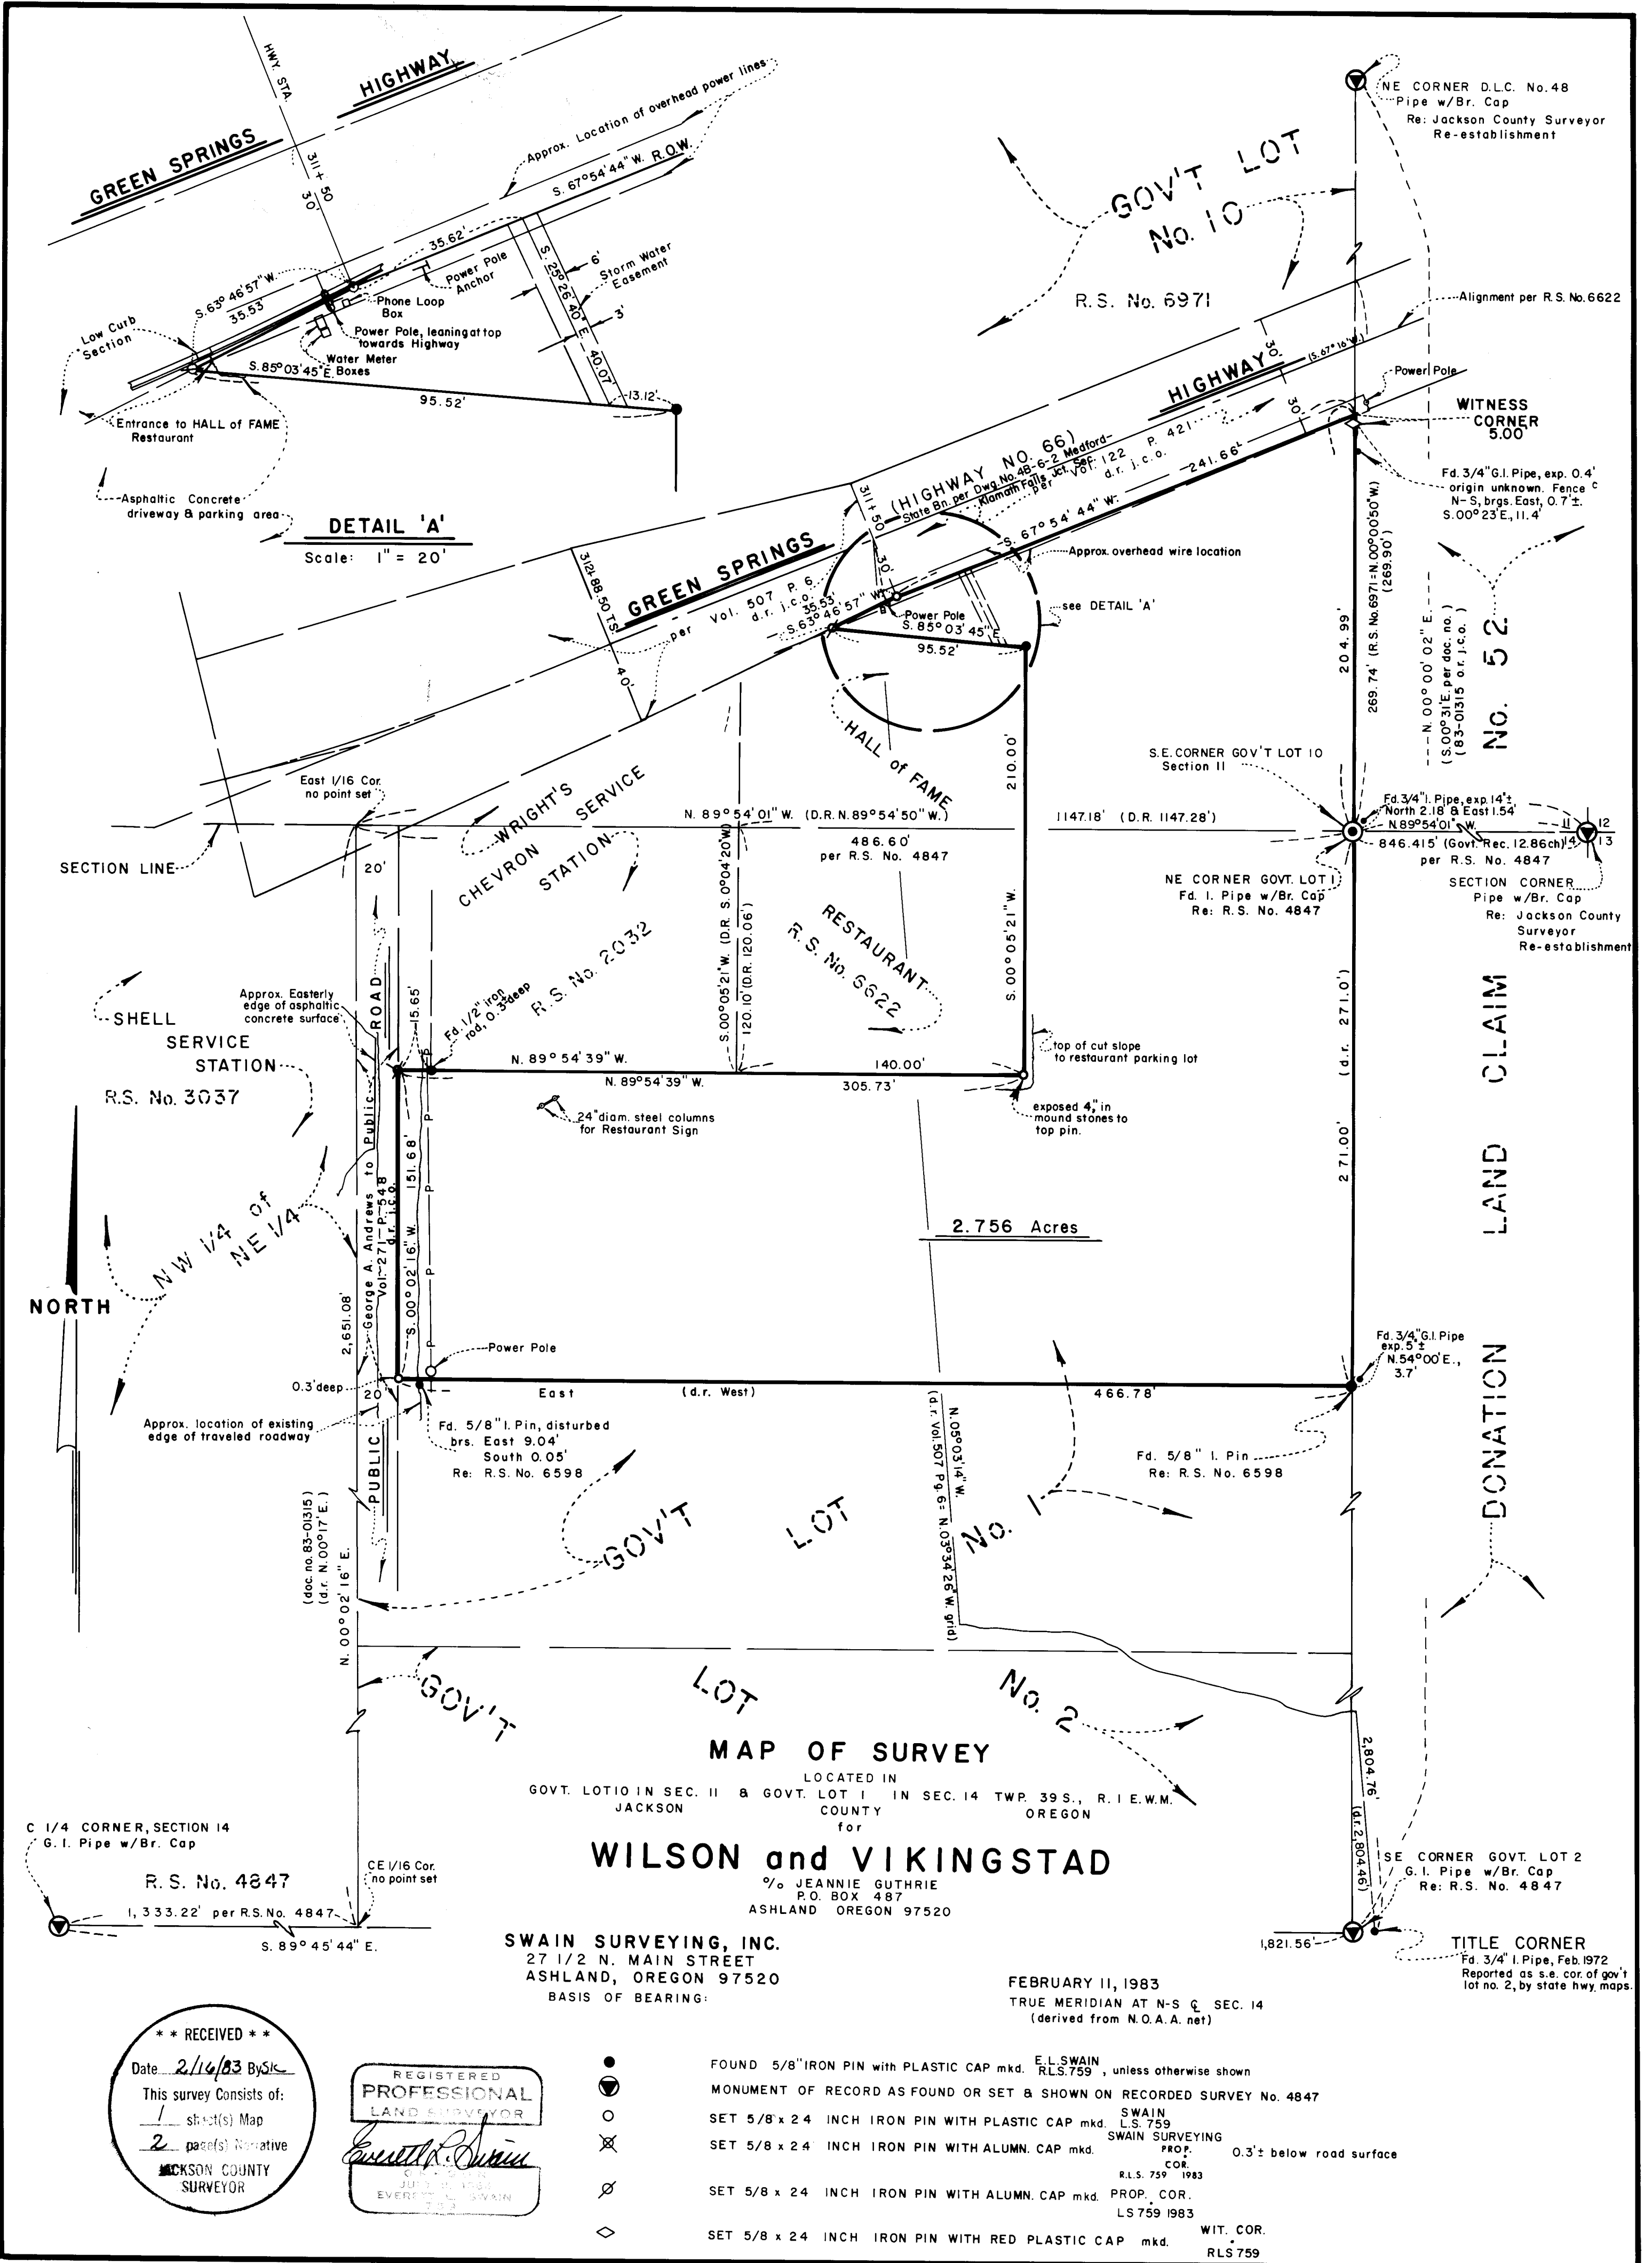 HWY. STA.
HIGHWAY
GREEN SPRINGS
311 + 50
30'
Approx. Location of overhead power lines
S. 67° 54' 44" W. R.O.W.
35.62'
Power Pole
Anchor
6'
Storm Water
Easement
3'
S. 25° 26' 40" E. 40.07'
S. 63° 46' 57" W.
35.53'
Phone Loop
Box
Power Pole, leaning at top
towards Highway
Water Meter
Boxes
Low Curb
Section
S. 85° 03' 45" E.
95.52'
13.12'
Entrance to HALL of FAME
Restaurant
Asphaltic Concrete
driveway & parking area
DETAIL 'A'
Scale: 1" = 20'
NE CORNER D.L.C. No. 48
Pipe w/Br. Cap
Re: Jackson County Surveyor
Re-establishment
GOV'T LOT
No. 10
R.S. No. 6971
Alignment per R.S. No. 6622
30'
(S. 67° 16' W.)
HIGHWAY
30'
Power Pole
WITNESS
CORNER
5.00'
Fd. 3/4" G.I. Pipe, exp. 0.4'
origin unknown. Fence c
N-S, brgs. East, 0.7'±.
S. 00° 23' E., 11.4'
(HIGHWAY NO. 66)
State Bn. per Dwg. No. 4B-6-2 Medford-
Klamath Falls Jct. Sec.
per Vol. 122 P. 421
d.r. j.c.o.
241.66'
S. 67° 54' 44" W.
311 + 50
30'
312+88.50 T.S.
40'
GREEN SPRINGS
per Vol. 507 P. 6
d.r. j.c.o.
35.53'
S. 63° 46' 57" W.
Power Pole
S. 85° 03' 45" E.
95.52'
Approx. overhead wire location
see DETAIL 'A'
204.99'
269.74' (R.S. No. 6971 = N. 00° 00' 50" W.)
(269.90')
N. 00° 00' 02" E.
(S. 00° 31' E. per doc. no.)
(83-01315 o.r. j.c.o.)
DONATION LAND CLAIM No. 52
S.E. CORNER GOV'T LOT 10
Section 11
East 1/16 Cor.
no point set
WRIGHT'S
CHEVRON SERVICE
STATION
HALL of FAME
RESTAURANT
R.S. No. 6622
210.00'
S. 00° 05' 21" W.
N. 89° 54' 01" W. (D.R. N. 89° 54' 50" W.)
486.60'
per R.S. No. 4847
1147.18' (D.R. 1147.28')
Fd. 3/4" I. Pipe, exp. 14"±
North 2.18 & East 1.54'
N 89° 54' 01" W.
846.415' (Govt. Rec. 12.86ch)
per R.S. No. 4847
11 12
14 13
SECTION LINE
20'
NE CORNER GOVT. LOT 1
Fd. I. Pipe w/Br. Cap
Re: R.S. No. 4847
SECTION CORNER
Pipe w/Br. Cap
Re: Jackson County
Surveyor
Re-establishment
R.S. No. 2032
S. 00° 05' 21" W. (D.R. S. 0° 04' 20" W.)
120.10' (D.R. 120.06')
SHELL
SERVICE
STATION
R.S. No. 3037
Approx. Easterly
edge of asphaltic
concrete surface
ROAD
15.65'
Fd. 1/2" iron
rod, 0.3' deep
N. 89° 54' 39" W.
N. 89° 54' 39" W.
140.00'
305.73'
24" diam. steel columns
for Restaurant Sign
top of cut slope
to restaurant parking lot
exposed 4", in
mound stones to
top pin.
271.00' (d.r. 271.0')
NW 1/4 of
NE 1/4
George A. Andrews to Public
Vol. 271 - P. 548
d.r. j.c.o.
151.68'
S. 00° 02' 16" W.
P P P P P
2.756 Acres
NORTH
2,651.08'
Power Pole
0.3' deep
20'
East (d.r. West) 466.78'
Fd. 3/4" G.I. Pipe
exp. 5"±
N. 54° 00' E.,
3.7'
Approx. location of existing
edge of traveled roadway
PUBLIC
Fd. 5/8" I. Pin, disturbed
brs. East 9.04'
South 0.05'
Re: R.S. No. 6598
Fd. 5/8" I. Pin
Re: R.S. No. 6598
N. 05° 03' 14" W.
(d.r. Vol. 507 Pg. 6 = N. 03° 34' 26" W. grid)
GOV'T LOT No. 1
(doc. no. 83-01315)
(d.r. N. 00° 17' E.)
N. 00° 02' 16" E.
GOV'T LOT No. 2
MAP OF SURVEY
LOCATED IN
GOVT. LOT 10 IN SEC. 11 & GOVT. LOT 1 IN SEC. 14 TWP. 39 S., R. 1 E.W.M.
JACKSON COUNTY OREGON
for
WILSON and VIKINGSTAD
% JEANNIE GUTHRIE
P.O. BOX 487
ASHLAND OREGON 97520
2,804.76'
(d.r. 2,804.46)
C 1/4 CORNER, SECTION 14
G.I. Pipe w/Br. Cap
R.S. No. 4847
CE 1/16 Cor.
no point set
1,333.22' per R.S. No. 4847
S. 89° 45' 44" E.
SE CORNER GOVT. LOT 2
G.I. Pipe w/Br. Cap
Re: R.S. No. 4847
1,821.56'
TITLE CORNER
Fd. 3/4" I. Pipe, Feb. 1972
Reported as s.e. cor. of gov't
lot no. 2, by state hwy. maps.
SWAIN SURVEYING, INC.
27 1/2 N. MAIN STREET
ASHLAND, OREGON 97520
BASIS OF BEARING:
FEBRUARY 11, 1983
TRUE MERIDIAN AT N-S ℄ SEC. 14
(derived from N.O.A.A. net)
* * RECEIVED * *
Date 2/16/83 By SK
This survey Consists of:
1 sheet(s) Map
2 page(s) Narrative
JACKSON COUNTY
SURVEYOR
REGISTERED
PROFESSIONAL
LAND SURVEYOR
Everett L. Swain
EVERETT L. SWAIN
759
FOUND 5/8" IRON PIN with PLASTIC CAP mkd. E.L. SWAIN R.L.S. 759, unless otherwise shown
MONUMENT OF RECORD AS FOUND OR SET & SHOWN ON RECORDED SURVEY No. 4847
SET 5/8 x 24 INCH IRON PIN WITH PLASTIC CAP mkd. SWAIN L.S. 759
SET 5/8 x 24 INCH IRON PIN WITH ALUMN. CAP mkd. SWAIN SURVEYING PROP. COR. R.L.S. 759 1983 0.3'± below road surface
SET 5/8 x 24 INCH IRON PIN WITH ALUMN. CAP mkd. PROP. COR. LS 759 1983
SET 5/8 x 24 INCH IRON PIN WITH RED PLASTIC CAP mkd. WIT. COR. RLS 759